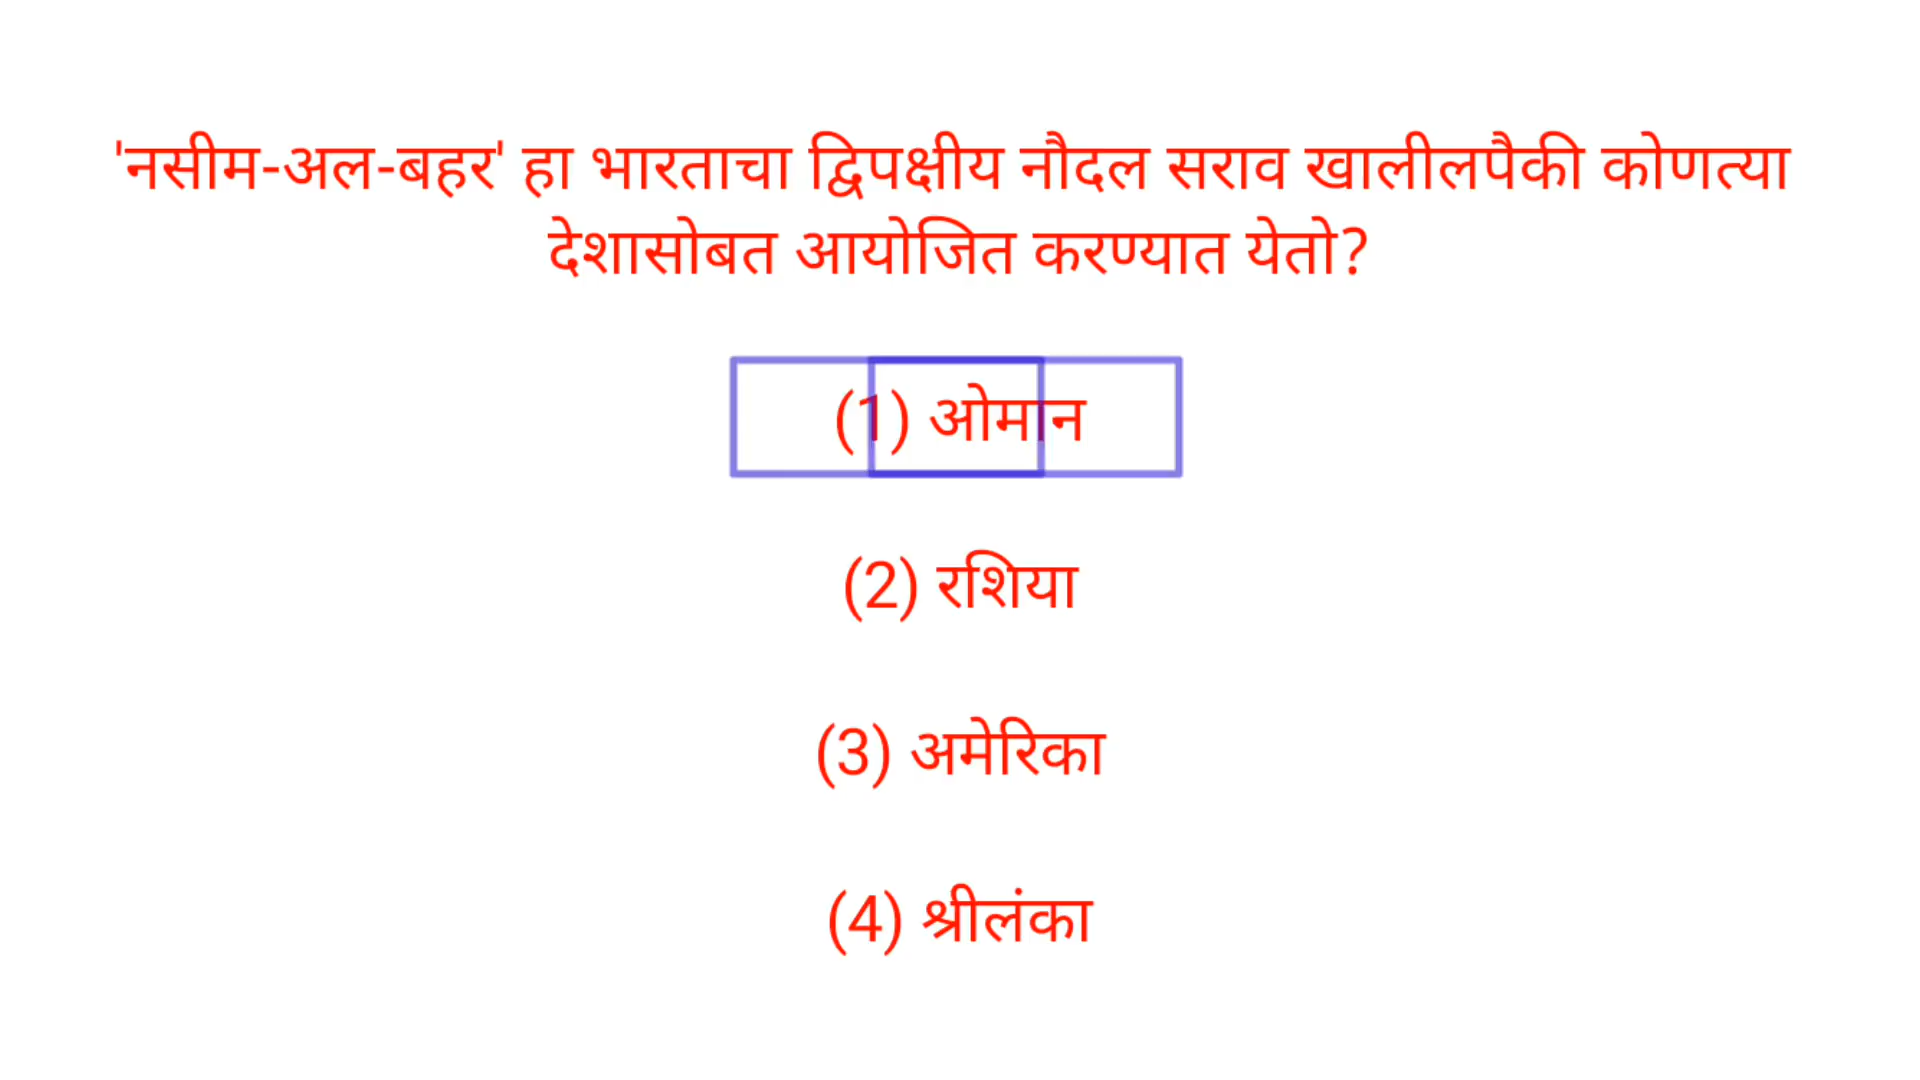 'नसीम-अल-बहर' हा भारताचा द्विपक्षीय नौदल सराव खालीलपैकी कोणत्या
देशासोबत आयोजित करण्यात येतो?
(1) ओमान
(2) रशिया
(3) अमेरिका
(4) श्रीलंका